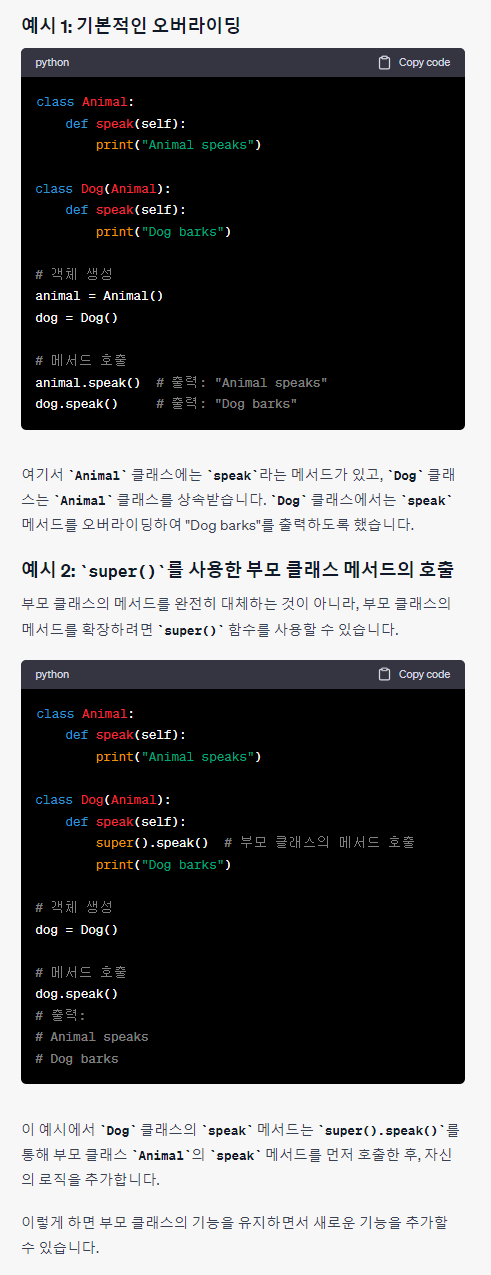 예시 1: 기본적인 오버라이딩
python Copy code
class Animal:
    def speak(self):
        print("Animal speaks")
class Dog(Animal):
    def speak(self):
        print("Dog barks")
# 객체 생성
animal = Animal()
dog = Dog()
# 메서드 호출
animal.speak()  # 출력: "Animal speaks"
dog.speak()     # 출력: "Dog barks"
여기서 `Animal` 클래스에는 `speak`라는 메서드가 있고, `Dog` 클래
스는 `Animal` 클래스를 상속받습니다. `Dog` 클래스에서는 `speak`
메서드를 오버라이딩하여 "Dog barks"를 출력하도록 했습니다.
예시 2: `super()`를 사용한 부모 클래스 메서드의 호출
부모 클래스의 메서드를 완전히 대체하는 것이 아니라, 부모 클래스의
메서드를 확장하려면 `super()` 함수를 사용할 수 있습니다.
python Copy code
class Animal:
    def speak(self):
        print("Animal speaks")
class Dog(Animal):
    def speak(self):
        super().speak()  # 부모 클래스의 메서드 호출
        print("Dog barks")
# 객체 생성
dog = Dog()
# 메서드 호출
dog.speak()
# 출력:
# Animal speaks
# Dog barks
이 예시에서 `Dog` 클래스의 `speak` 메서드는 `super().speak()`를
통해 부모 클래스 `Animal`의 `speak` 메서드를 먼저 호출한 후, 자신
의 로직을 추가합니다.
이렇게 하면 부모 클래스의 기능을 유지하면서 새로운 기능을 추가할
수 있습니다.